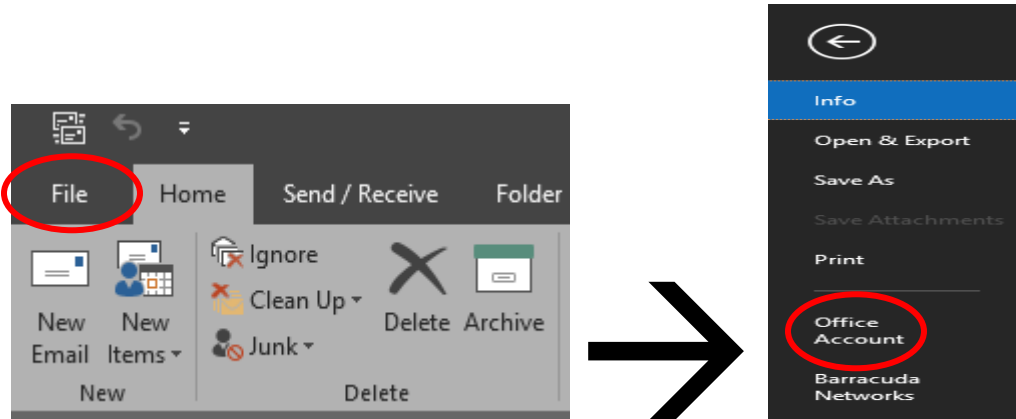 File Home Send / Receive Folder
Ignore
Clean Up
Junk
New
Email
New
Items
Delete Archive
New Delete
Info
Open & Export
Save As
Save Attachments
Print
Office
Account
Barracuda
Networks